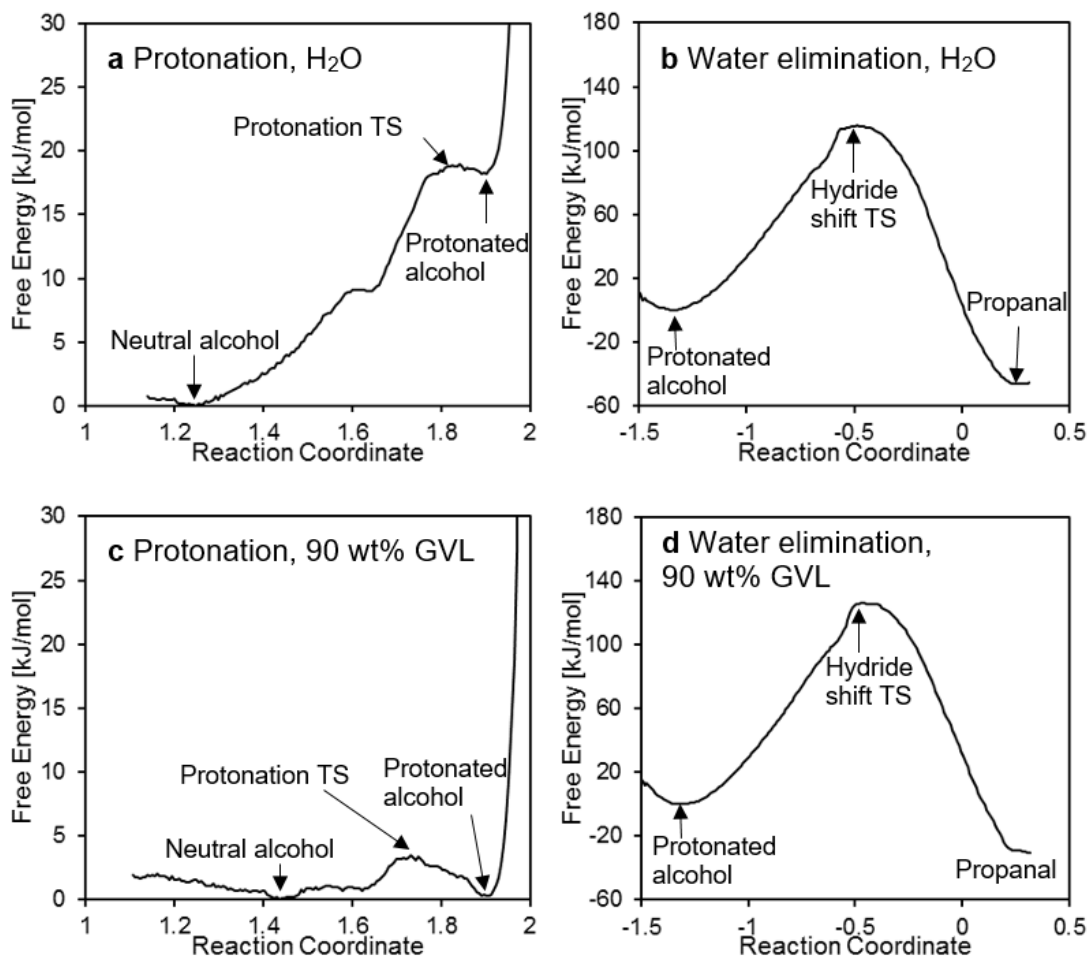 a Protonation, H₂O
30
25
20
15
10
5
0
Free Energy [kJ/mol]
Protonation TS
Protonated
alcohol
Neutral alcohol
1
1.2
1.4
1.6
1.8
2
Reaction Coordinate
b Water elimination, H₂O
180
140
100
60
20
-20
-60
Free Energy [kJ/mol]
Hydride
shift TS
Propanal
Protonated
alcohol
-1.5
-1
-0.5
0
0.5
Reaction Coordinate
c Protonation, 90 wt% GVL
30
25
20
15
10
5
0
Free Energy [kJ/mol]
Protonation TS
Protonated
alcohol
Neutral alcohol
1
1.2
1.4
1.6
1.8
2
Reaction Coordinate
d Water elimination,
90 wt% GVL
180
140
100
60
20
-20
-60
Free Energy [kJ/mol]
Hydride
shift TS
Protonated
alcohol
Propanal
-1.5
-1
-0.5
0
0.5
Reaction Coordinate